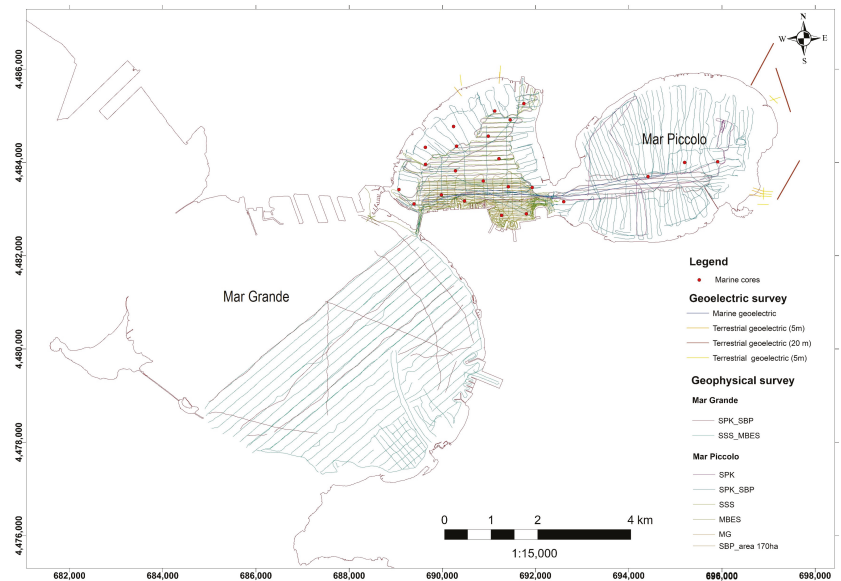 N
W E
S
4,486,000
4,484,000
4,482,000
4,480,000
4,478,000
4,476,000
Mar Piccolo
Mar Grande
Legend
Marine cores
Geoelectric survey
Marine geoelectric
Terrestrial geoelectric (5m)
Terrestrial geoelectric (20 m)
Terrestrial geoelectric (5m)
Geophysical survey
Mar Grande
SPK_SBP
SSS_MBES
Mar Piccolo
SPK
SPK_SBP
SSS
MBES
MG
SBP_area 170ha
0 1 2 4 km
1:15,000
682,000 684,000 686,000 688,000 690,000 692,000 694,000 696,000 698,000